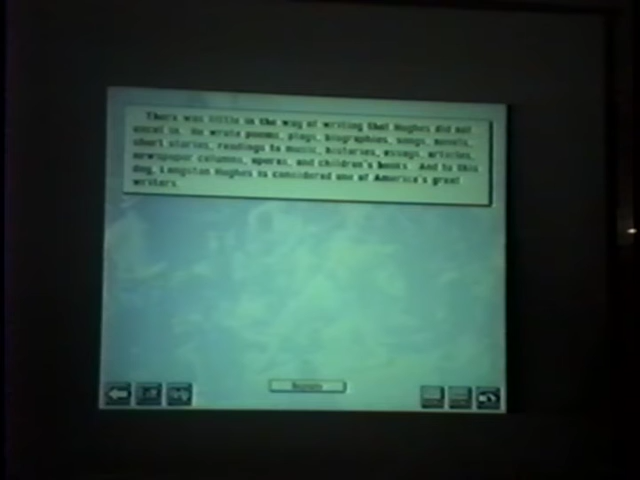 There was little in the way of writing that Hughes did not
excel in. He wrote poems, plays, biographies, songs, novels,
short stories, readings to music, histories, essays, articles,
newspaper columns, operas, and children's books. And to this
day, Langston Hughes is considered one of America's great
writers.